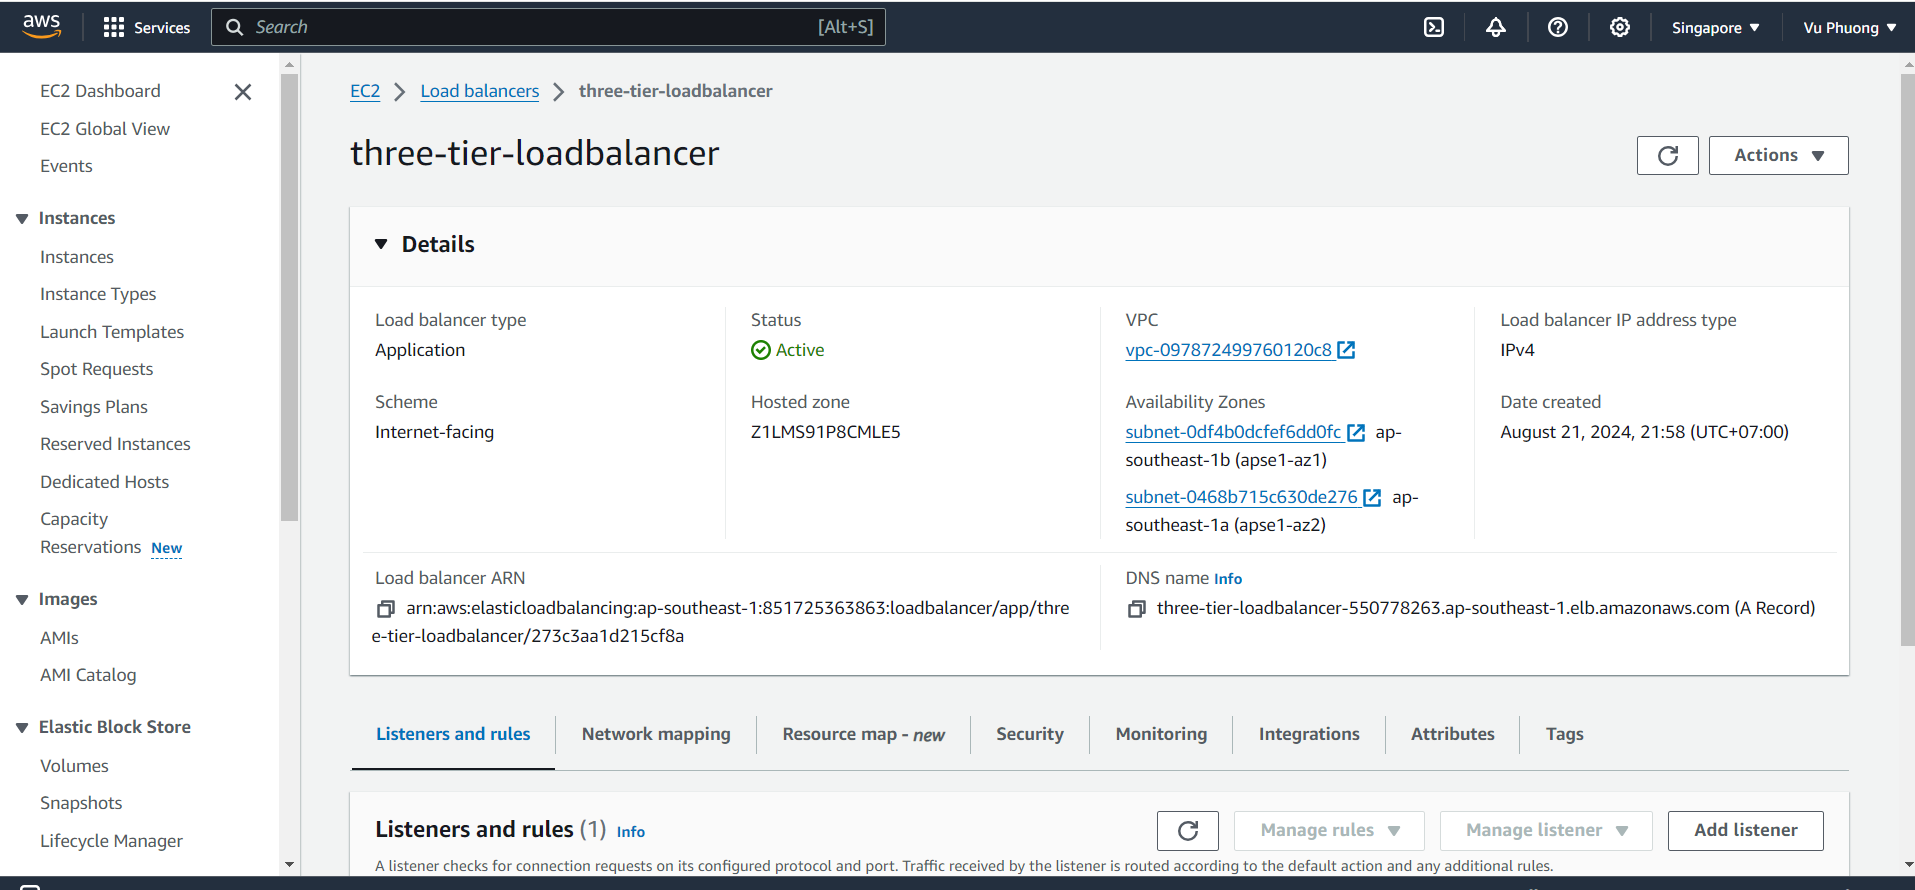 aws
Services
Search
[Alt+S]
Singapore
Vu Phuong
EC2 Dashboard
EC2 Global View
Events
Instances
Instances
Instance Types
Launch Templates
Spot Requests
Savings Plans
Reserved Instances
Dedicated Hosts
Capacity
Reservations New
Images
AMIs
AMI Catalog
Elastic Block Store
Volumes
Snapshots
Lifecycle Manager
EC2 > Load balancers > three-tier-loadbalancer
three-tier-loadbalancer
Actions
Details
Load balancer type
Application
Status
Active
VPC
vpc-097872499760120c8
Load balancer IP address type
IPv4
Scheme
Internet-facing
Hosted zone
Z1LMS91P8CMLE5
Availability Zones
subnet-0df4b0dcfef6dd0fc ap-
southeast-1b (apse1-az1)
subnet-0468b715c630de276 ap-
southeast-1a (apse1-az2)
Date created
August 21, 2024, 21:58 (UTC+07:00)
Load balancer ARN
arn:aws:elasticloadbalancing:ap-southeast-1:851725363863:loadbalancer/app/thre
e-tier-loadbalancer/273c3aa1d215cf8a
DNS name Info
three-tier-loadbalancer-550778263.ap-southeast-1.elb.amazonaws.com (A Record)
Listeners and rules
Network mapping
Resource map - new
Security
Monitoring
Integrations
Attributes
Tags
Listeners and rules (1) Info
Manage rules
Manage listener
Add listener
A listener checks for connection requests on its configured protocol and port. Traffic received by the listener is routed according to the default action and any additional rules.